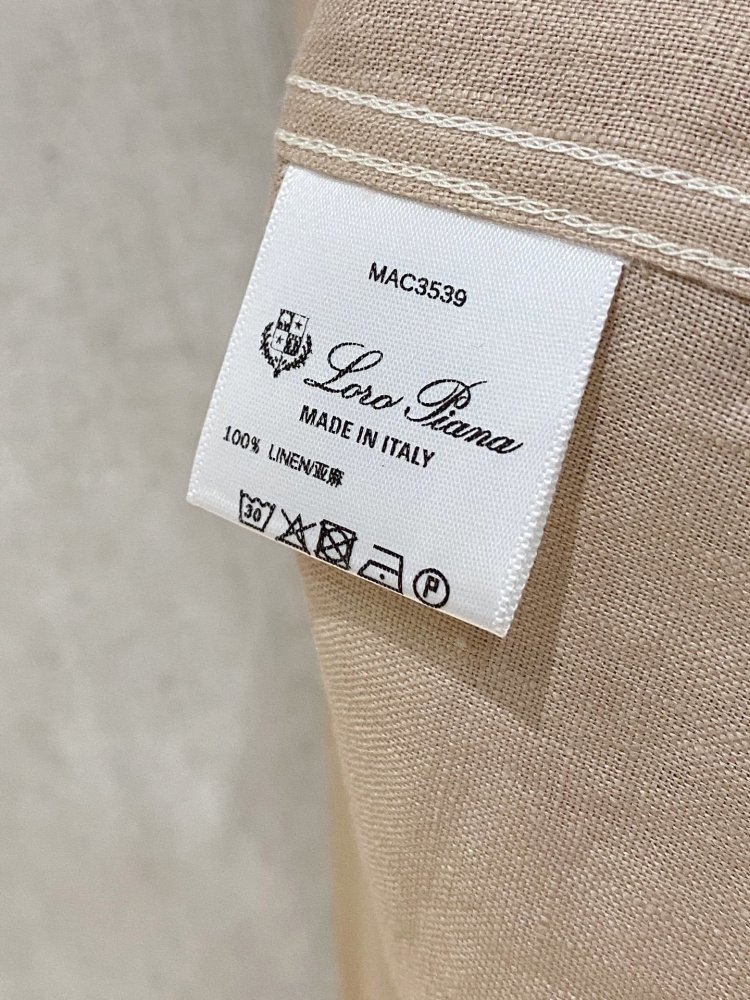 MAC3539
Loro Piana
MADE IN ITALY
100% LINEN/亚麻
30 P